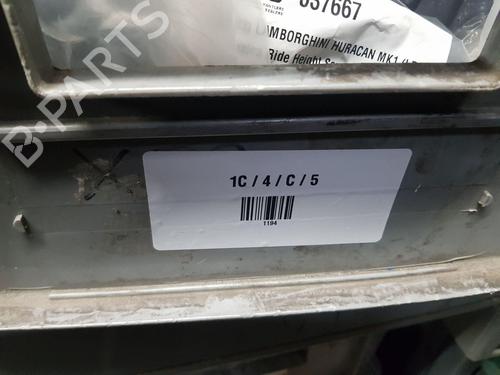 037667
LAMBORGHINI HURACAN MK1
Ride Height
1C / 4 / C / 5
1194
B-PARTS